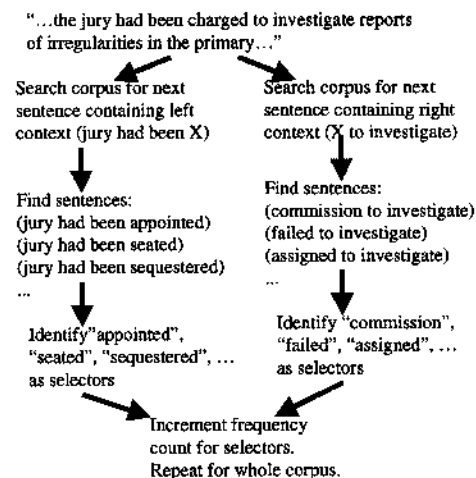 “…the jury had been charged to investigate reports
of irregularities in the primary…”
Search corpus for next
sentence containing left
context (jury had been X)
Search corpus for next
sentence containing right
context (X to investigate)
Find sentences:
(jury had been appointed)
(jury had been seated)
(jury had been sequestered)
...
Find sentences:
(commission to investigate)
(failed to investigate)
(assigned to investigate)
...
Identify”appointed”,
“seated”, “sequestered”, …
as selectors
Identify “commission”,
“failed”, “assigned”, …
as selectors
Increment frequency
count for selectors.
Repeat for whole corpus.